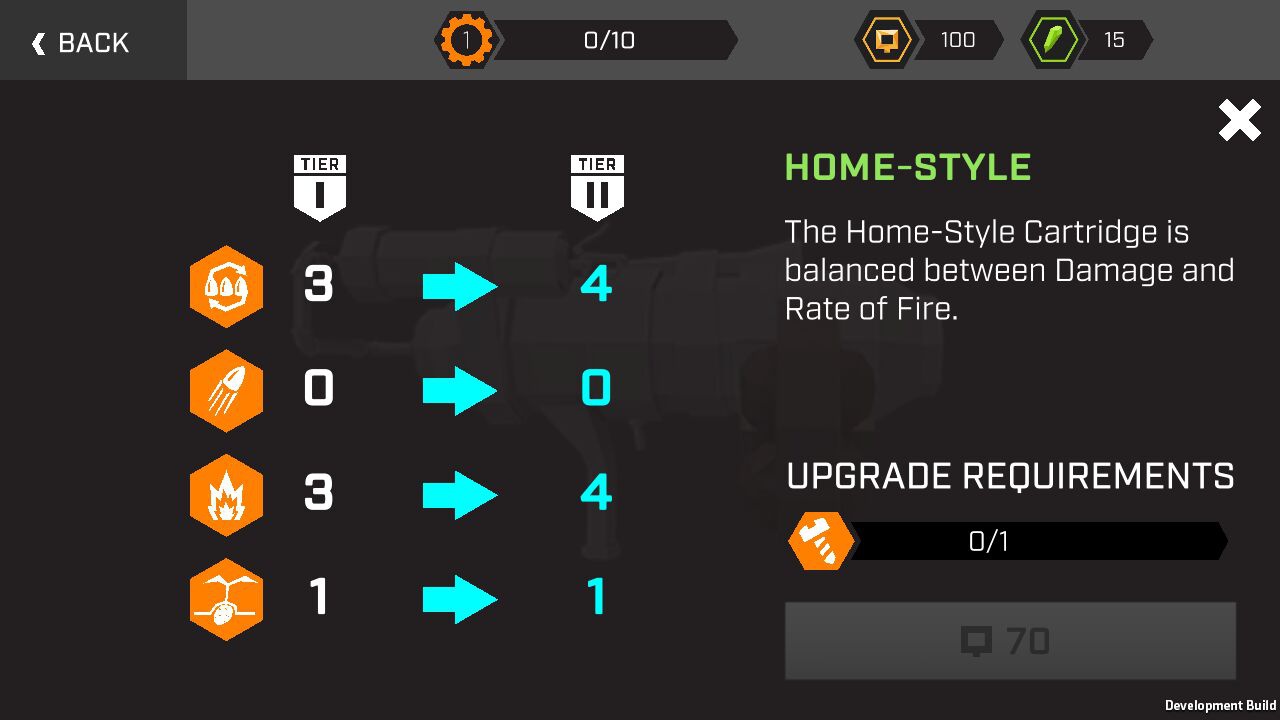 BACK
1
0/10
100
15
TIER
I
TIER
II
HOME-STYLE
The Home-Style Cartridge is
balanced between Damage and
Rate of Fire.
3
4
0
0
3
4
1
1
UPGRADE REQUIREMENTS
0/1
70
Development Build